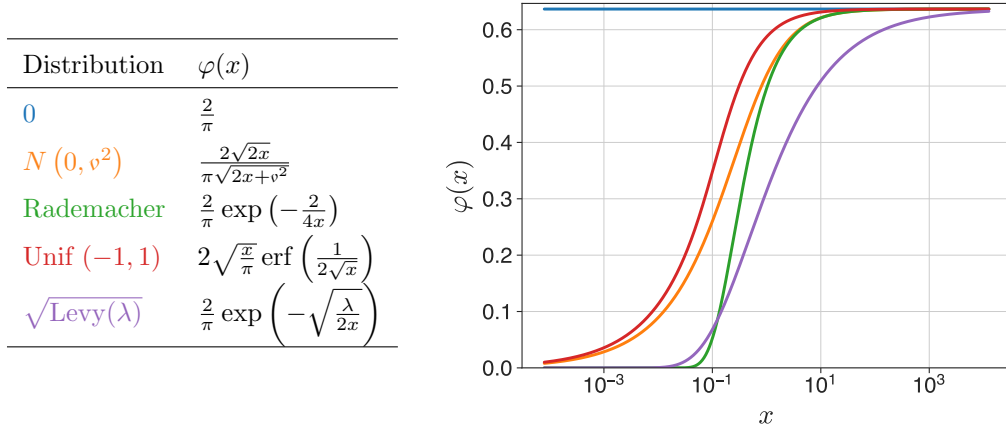 Distribution φ(x)
0 2/π
N (0, 𝔳²) 2√(2x) / π√(2x+𝔳²)
Rademacher 2/π exp (−2/4x)
Unif (−1, 1) 2√(x/π) erf (1/(2√x))
√Levy(λ) 2/π exp (−√(λ/2x))
φ(x)
0.6
0.5
0.4
0.3
0.2
0.1
0.0
10⁻³ 10⁻¹ 10¹ 10³
x